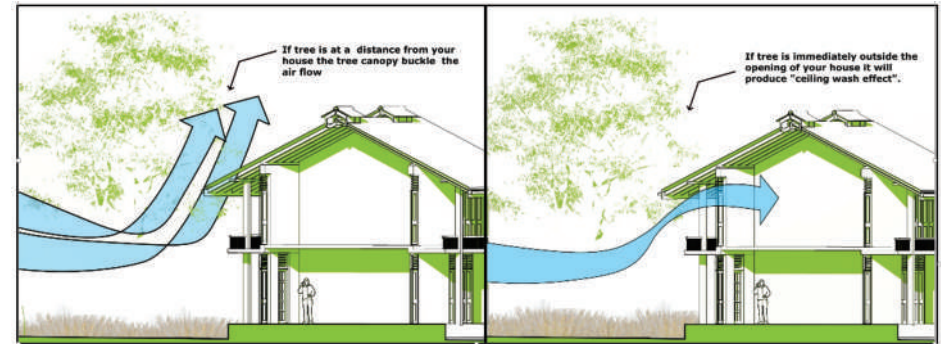 If tree is at a distance from your
house the tree canopy buckle the
air flow
If tree is immediately outside the
opening of your house it will
produce "ceiling wash effect".